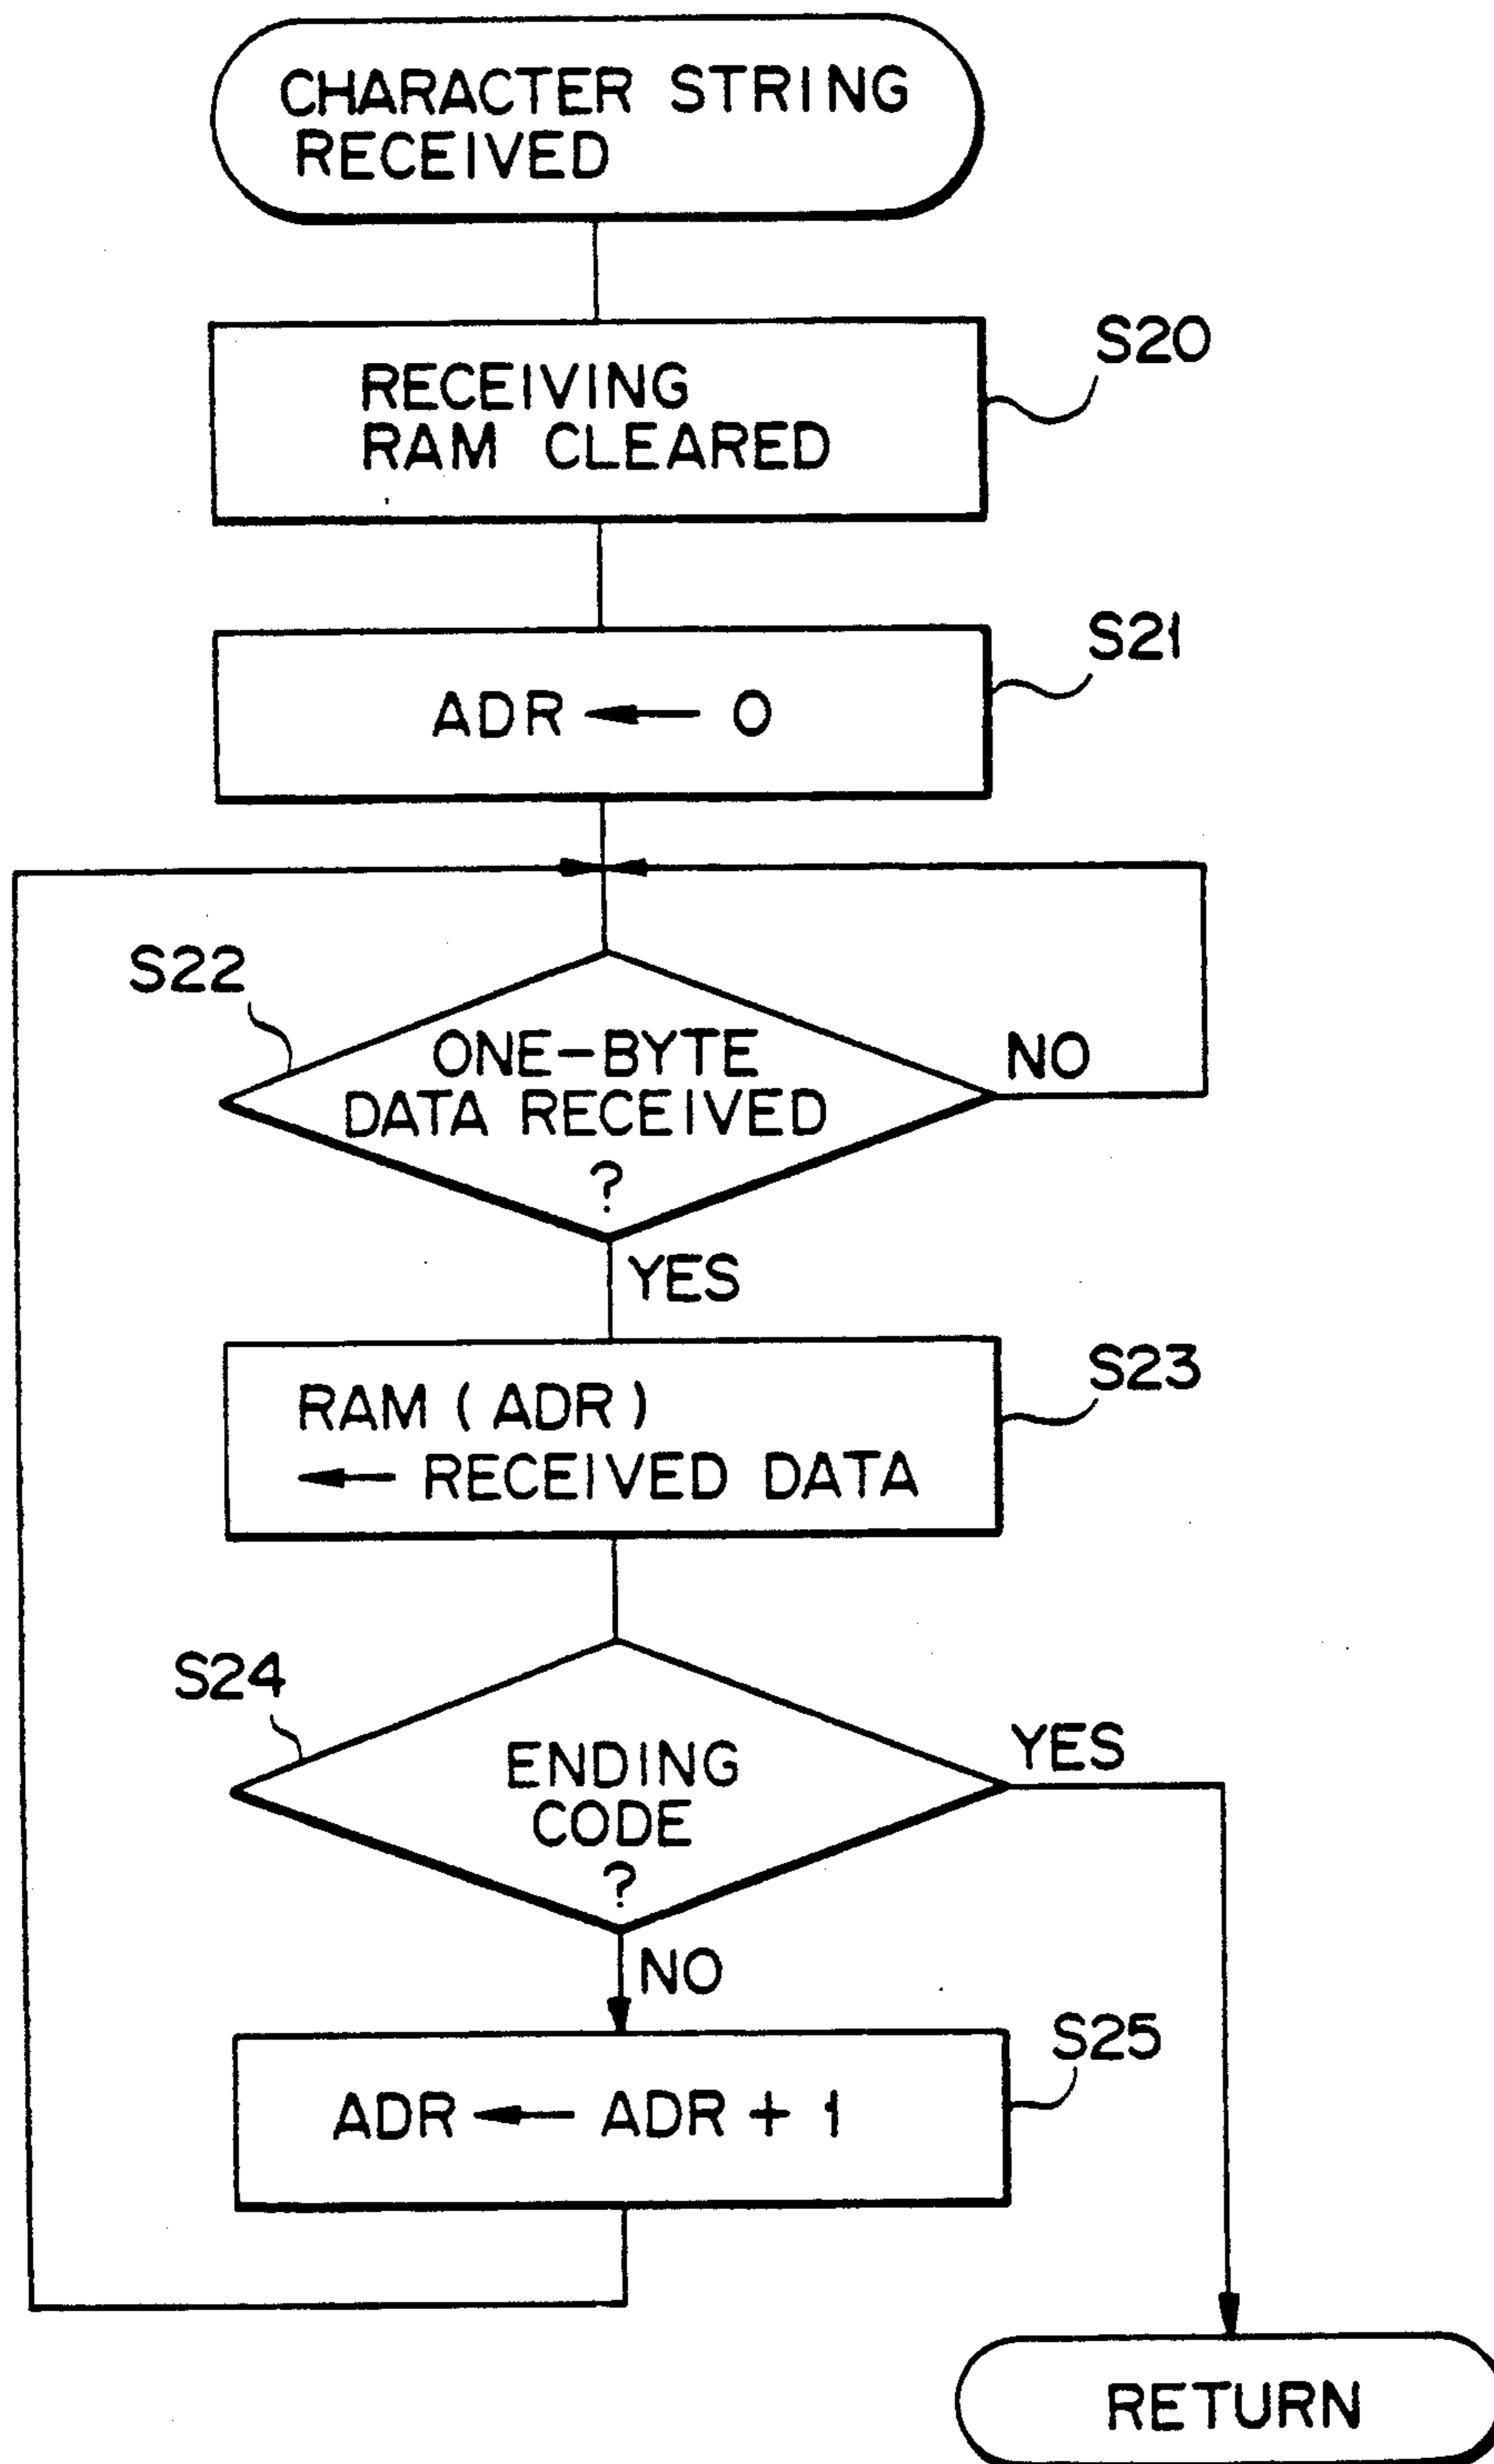 CHARACTER STRING
RECEIVED
S20
RECEIVING
RAM CLEARED
S21
ADR ← 0
S22
ONE-BYTE
DATA RECEIVED
?
NO
YES
S23
RAM (ADR)
← RECEIVED DATA
S24
ENDING
CODE
?
YES
NO
S25
ADR ← ADR + 1
RETURN